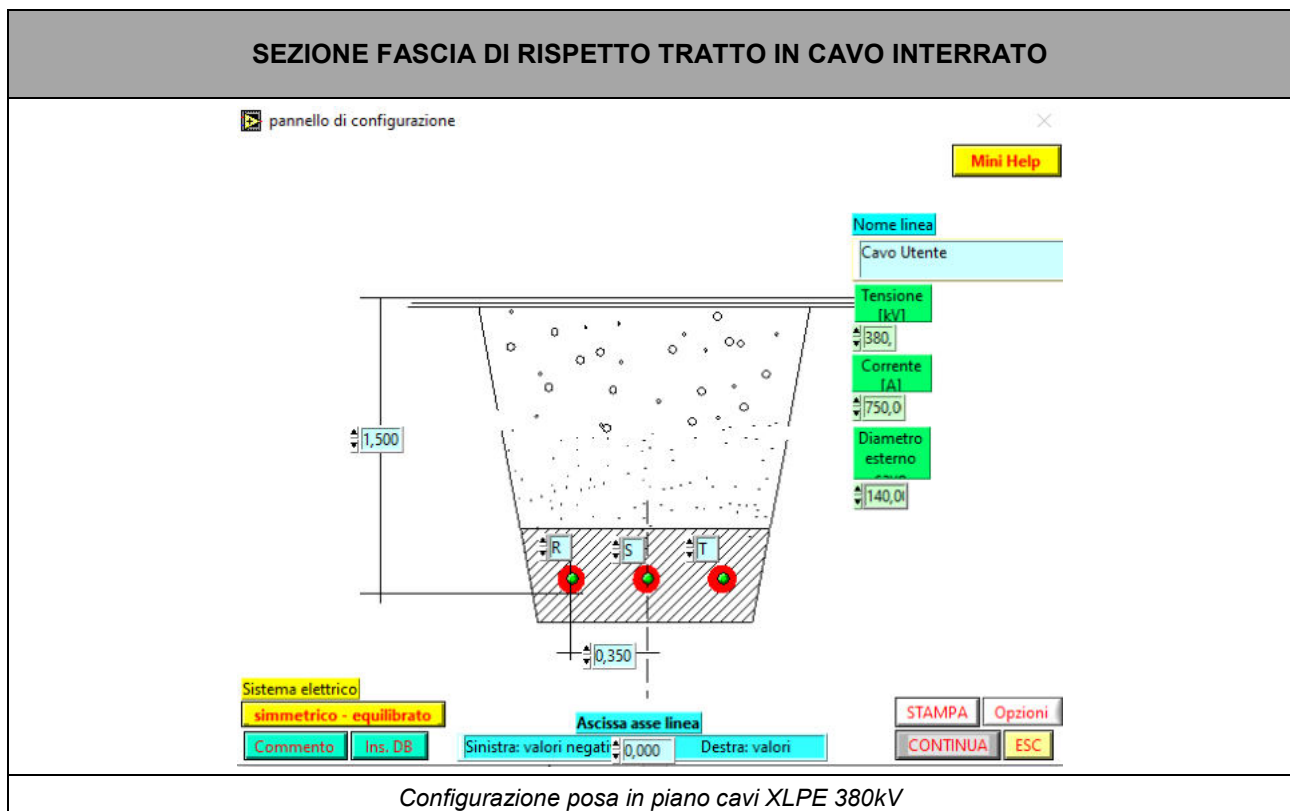 SEZIONE FASCIA DI RISPETTO TRATTO IN CAVO INTERRATO
pannello di configurazione
Mini Help
Nome linea
Cavo Utente
Tensione
[kV]
380,
Corrente
[A]
750,0
Diametro
esterno
140,0
1,500
R
S
T
0,350
Sistema elettrico
simmetrico - equilibrato
Commento
Ins. DB
Ascissa asse linea
Sinistra: valori negati
0,000
Destra: valori
STAMPA
Opzioni
CONTINUA
ESC
Configurazione posa in piano cavi XLPE 380kV